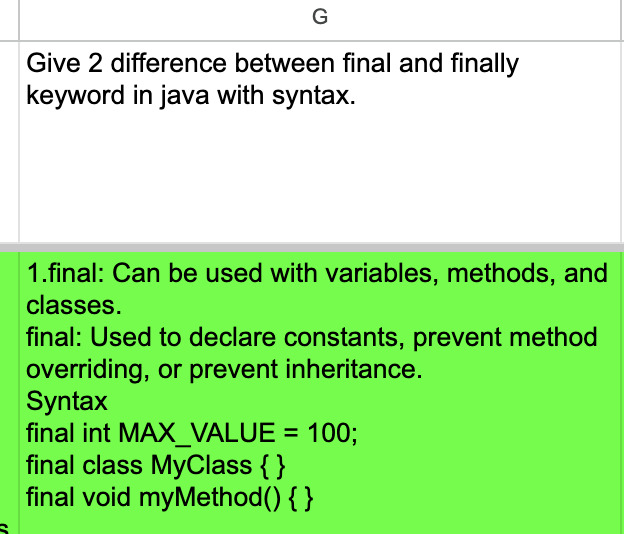 G
Give 2 difference between final and finally
keyword in java with syntax.
1.final: Can be used with variables, methods, and
classes.
final: Used to declare constants, prevent method
overriding, or prevent inheritance.
Syntax
final int MAX_VALUE = 100;
final class MyClass { }
final void myMethod() { }
s